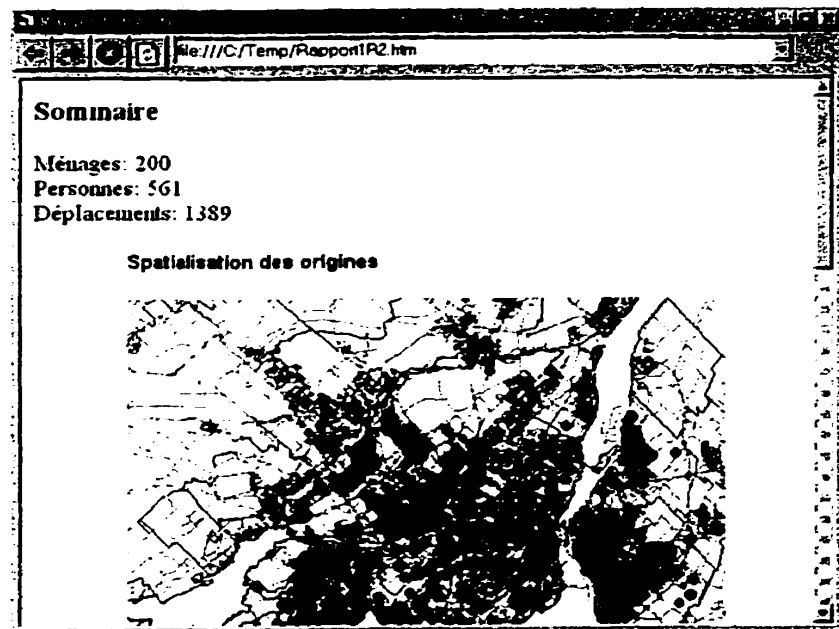 file:///C:/Temp/Rapport1R2.htm
Sommaire
Ménages: 200
Personnes: 561
Déplacements: 1389
Spatialisation des origines